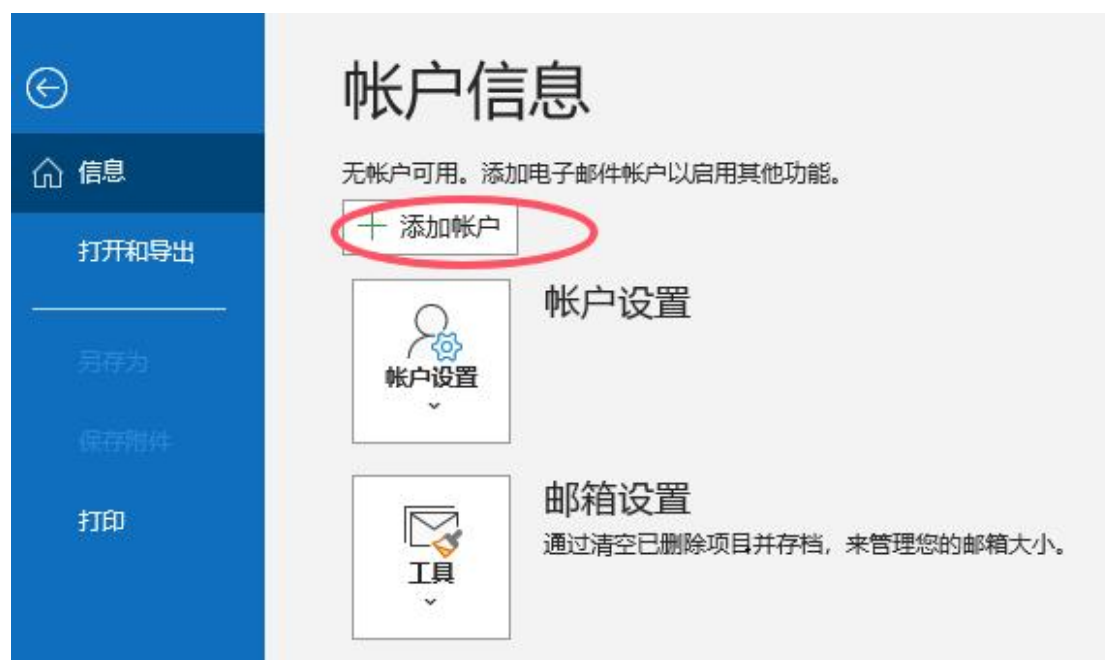 帐户信息
信息
无帐户可用。添加电子邮件帐户以启用其他功能。
添加帐户
打开和导出
帐户设置
帐户设置
另存为
保存附件
邮箱设置
打印
通过清空已删除项目并存档，来管理您的邮箱大小。
工具